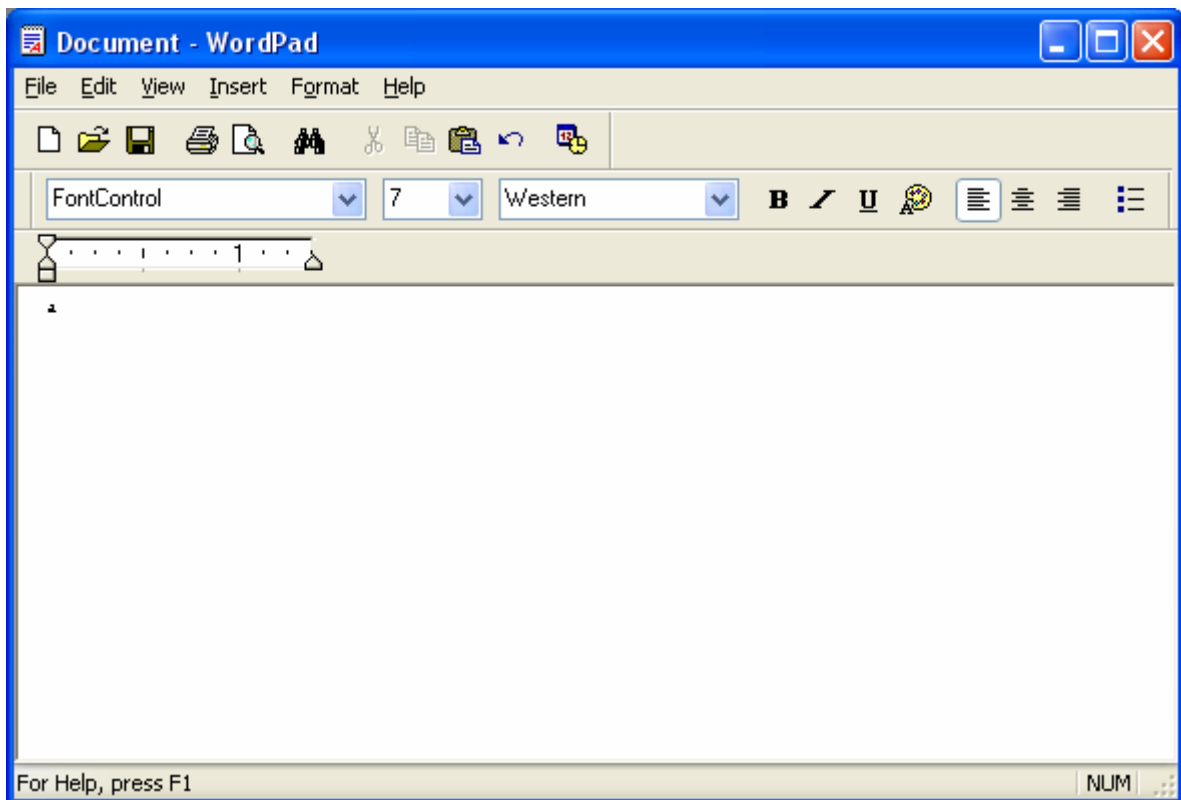 Document - WordPad
File Edit View Insert Format Help
FontControl 7 Western B U
1
For Help, press F1 NUM